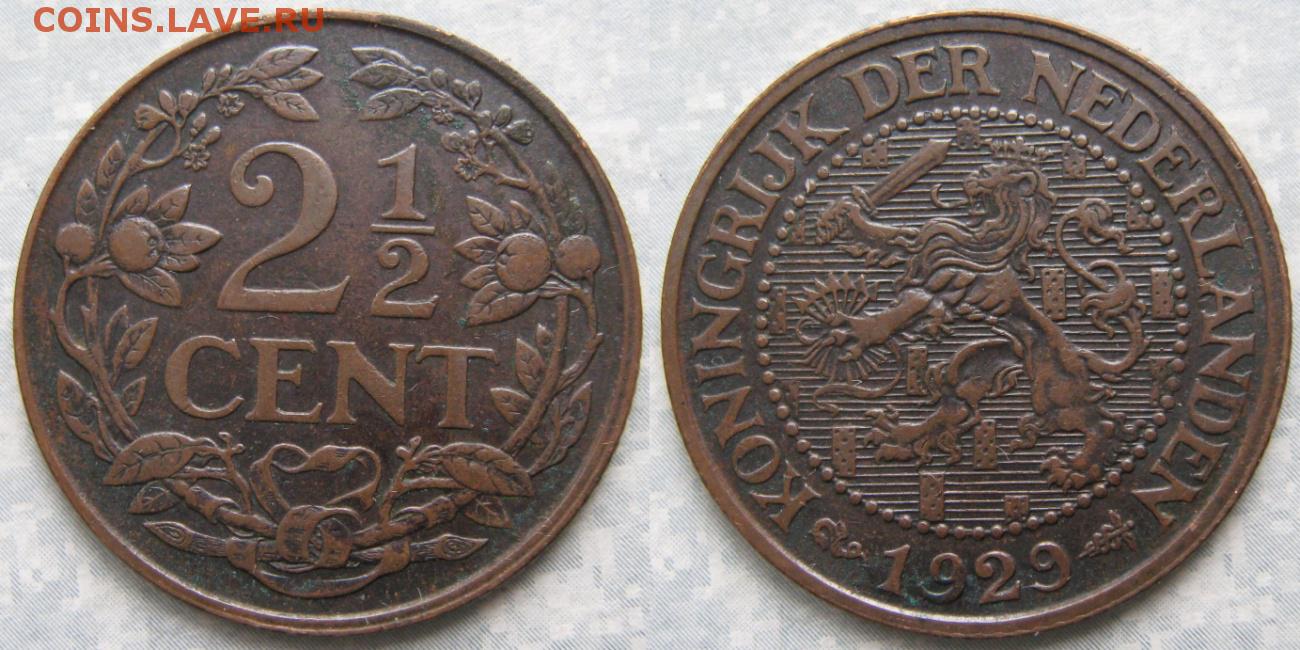 COINS.LAVE.RU
2 1/2
CENT
KONINGRIJK DER NEDERLANDEN
1929